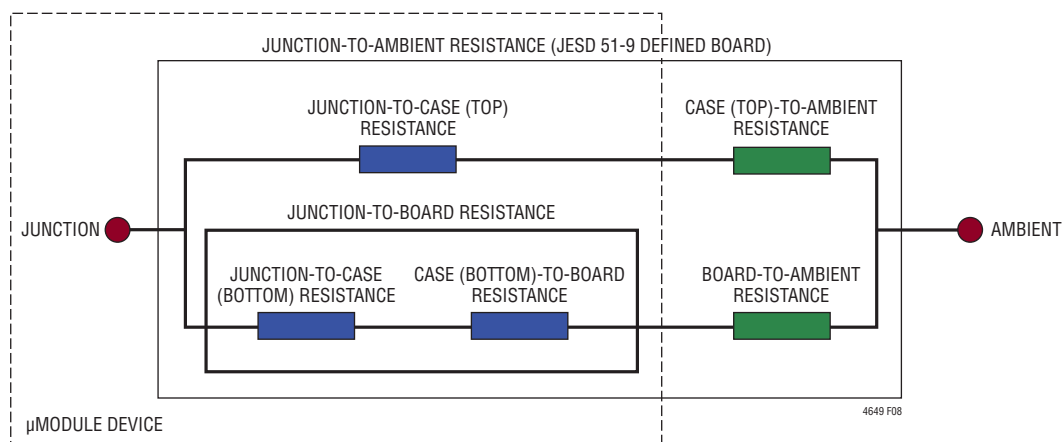 JUNCTION-TO-AMBIENT RESISTANCE (JESD 51-9 DEFINED BOARD)
JUNCTION-TO-CASE (TOP)
RESISTANCE
CASE (TOP)-TO-AMBIENT
RESISTANCE
JUNCTION
JUNCTION-TO-BOARD RESISTANCE
AMBIENT
JUNCTION-TO-CASE
(BOTTOM) RESISTANCE
CASE (BOTTOM)-TO-BOARD
RESISTANCE
BOARD-TO-AMBIENT
RESISTANCE
4649 F08
µMODULE DEVICE